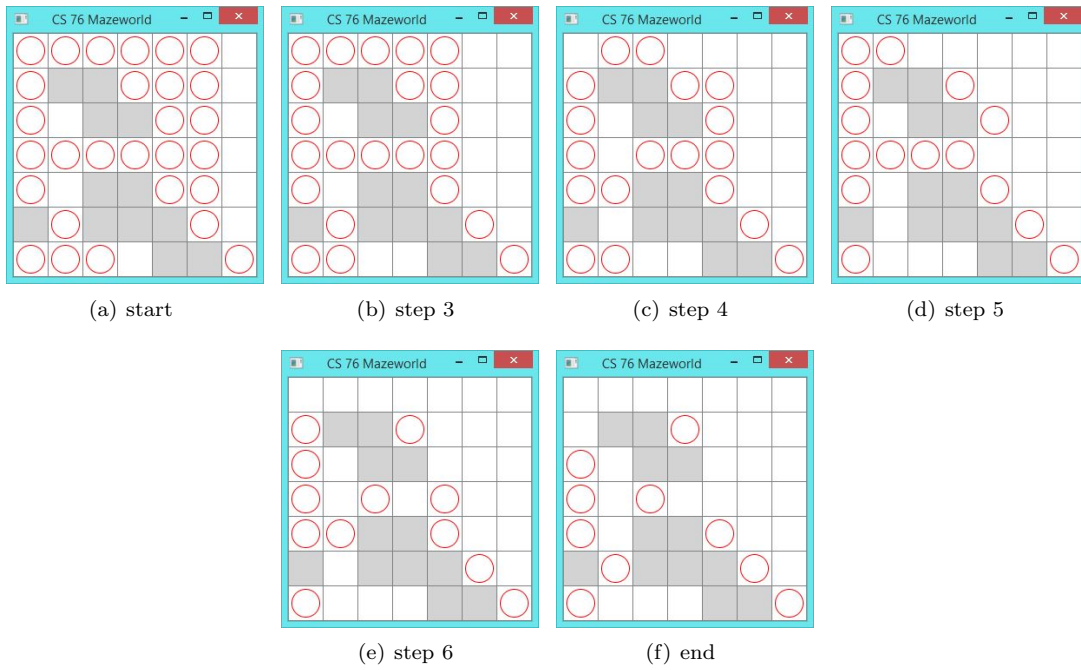 CS 76 Mazeworld
CS 76 Mazeworld
CS 76 Mazeworld
CS 76 Mazeworld
(a) start
(b) step 3
(c) step 4
(d) step 5
CS 76 Mazeworld
CS 76 Mazeworld
(e) step 6
(f) end